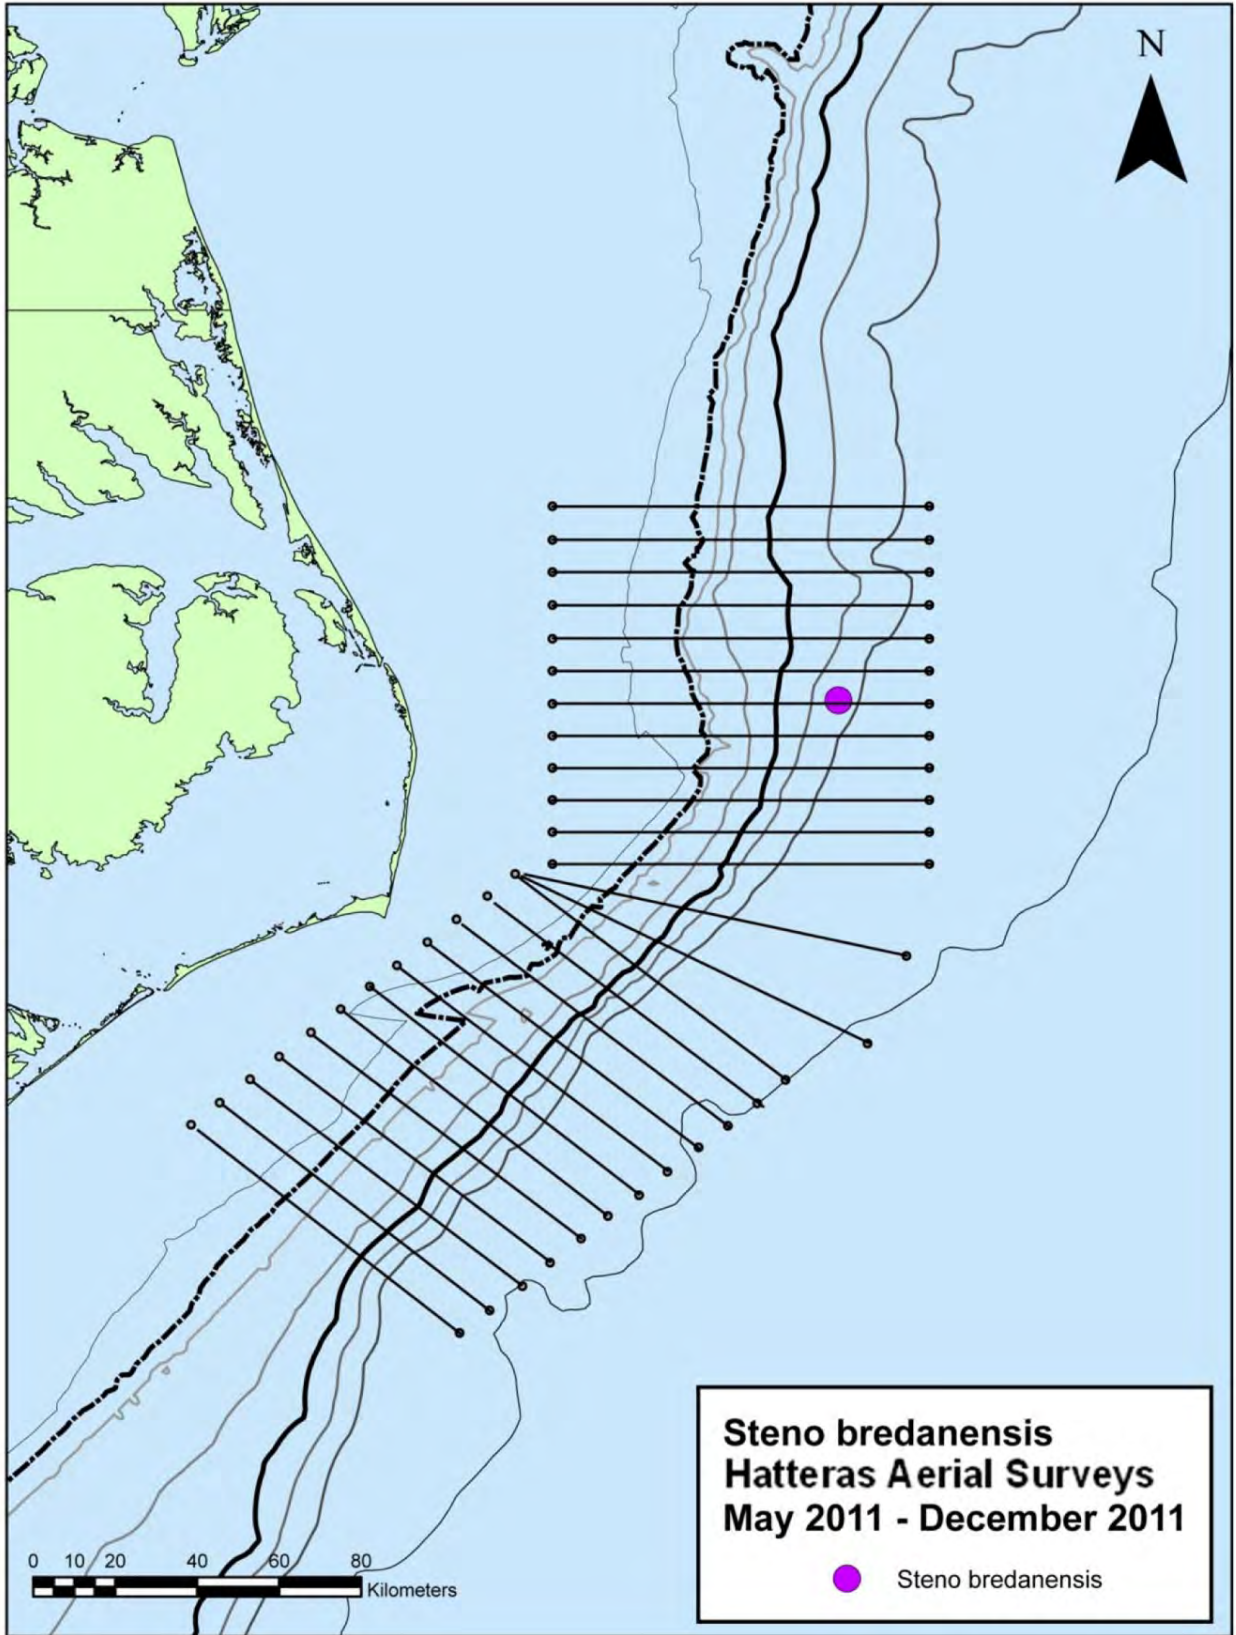 N
Steno bredanensis
Hatteras Aerial Surveys
May 2011 - December 2011
Steno bredanensis
0 10 20 40 60 80
Kilometers